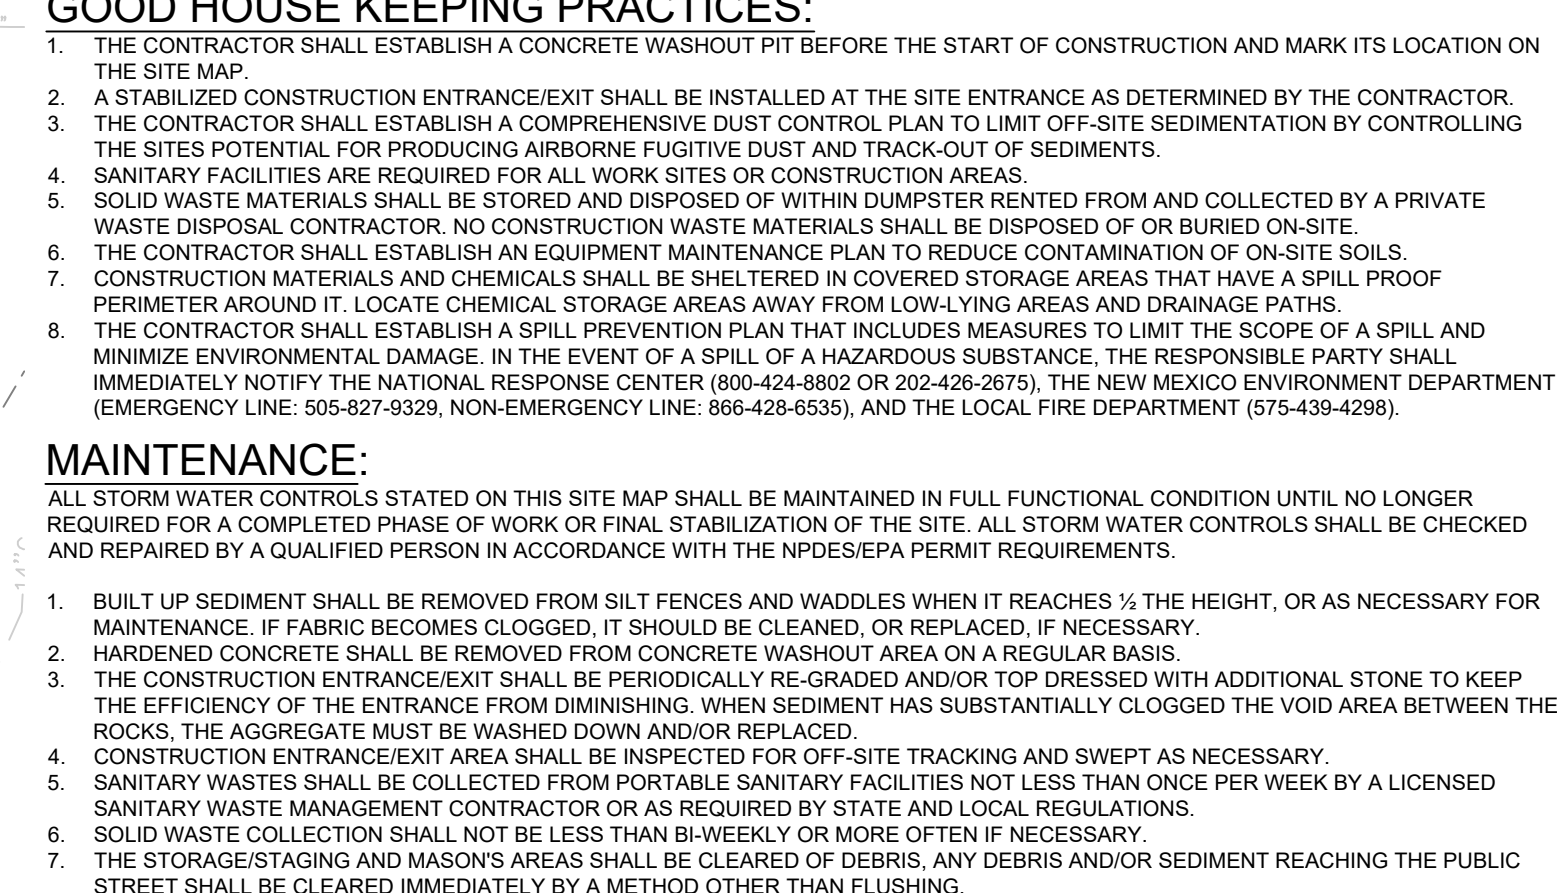 GOOD HOUSE KEEPING PRACTICES:
1. THE CONTRACTOR SHALL ESTABLISH A CONCRETE WASHOUT PIT BEFORE THE START OF CONSTRUCTION AND MARK ITS LOCATION ON
THE SITE MAP.
2. A STABILIZED CONSTRUCTION ENTRANCE/EXIT SHALL BE INSTALLED AT THE SITE ENTRANCE AS DETERMINED BY THE CONTRACTOR.
3. THE CONTRACTOR SHALL ESTABLISH A COMPREHENSIVE DUST CONTROL PLAN TO LIMIT OFF-SITE SEDIMENTATION BY CONTROLLING
THE SITES POTENTIAL FOR PRODUCING AIRBORNE FUGITIVE DUST AND TRACK-OUT OF SEDIMENTS.
4. SANITARY FACILITIES ARE REQUIRED FOR ALL WORK SITES OR CONSTRUCTION AREAS.
5. SOLID WASTE MATERIALS SHALL BE STORED AND DISPOSED OF WITHIN DUMPSTER RENTED FROM AND COLLECTED BY A PRIVATE
WASTE DISPOSAL CONTRACTOR. NO CONSTRUCTION WASTE MATERIALS SHALL BE DISPOSED OF OR BURIED ON-SITE.
6. THE CONTRACTOR SHALL ESTABLISH AN EQUIPMENT MAINTENANCE PLAN TO REDUCE CONTAMINATION OF ON-SITE SOILS.
7. CONSTRUCTION MATERIALS AND CHEMICALS SHALL BE SHELTERED IN COVERED STORAGE AREAS THAT HAVE A SPILL PROOF
PERIMETER AROUND IT. LOCATE CHEMICAL STORAGE AREAS AWAY FROM LOW-LYING AREAS AND DRAINAGE PATHS.
8. THE CONTRACTOR SHALL ESTABLISH A SPILL PREVENTION PLAN THAT INCLUDES MEASURES TO LIMIT THE SCOPE OF A SPILL AND
MINIMIZE ENVIRONMENTAL DAMAGE. IN THE EVENT OF A SPILL OF A HAZARDOUS SUBSTANCE, THE RESPONSIBLE PARTY SHALL
IMMEDIATELY NOTIFY THE NATIONAL RESPONSE CENTER (800-424-8802 OR 202-426-2675), THE NEW MEXICO ENVIRONMENT DEPARTMENT
(EMERGENCY LINE: 505-827-9329, NON-EMERGENCY LINE: 866-428-6535), AND THE LOCAL FIRE DEPARTMENT (575-439-4298).
MAINTENANCE:
ALL STORM WATER CONTROLS STATED ON THIS SITE MAP SHALL BE MAINTAINED IN FULL FUNCTIONAL CONDITION UNTIL NO LONGER
REQUIRED FOR A COMPLETED PHASE OF WORK OR FINAL STABILIZATION OF THE SITE. ALL STORM WATER CONTROLS SHALL BE CHECKED
AND REPAIRED BY A QUALIFIED PERSON IN ACCORDANCE WITH THE NPDES/EPA PERMIT REQUIREMENTS.
1. BUILT UP SEDIMENT SHALL BE REMOVED FROM SILT FENCES AND WADDLES WHEN IT REACHES ½ THE HEIGHT, OR AS NECESSARY FOR
MAINTENANCE. IF FABRIC BECOMES CLOGGED, IT SHOULD BE CLEANED, OR REPLACED, IF NECESSARY.
2. HARDENED CONCRETE SHALL BE REMOVED FROM CONCRETE WASHOUT AREA ON A REGULAR BASIS.
3. THE CONSTRUCTION ENTRANCE/EXIT SHALL BE PERIODICALLY RE-GRADED AND/OR TOP DRESSED WITH ADDITIONAL STONE TO KEEP
THE EFFICIENCY OF THE ENTRANCE FROM DIMINISHING. WHEN SEDIMENT HAS SUBSTANTIALLY CLOGGED THE VOID AREA BETWEEN THE
ROCKS, THE AGGREGATE MUST BE WASHED DOWN AND/OR REPLACED.
4. CONSTRUCTION ENTRANCE/EXIT AREA SHALL BE INSPECTED FOR OFF-SITE TRACKING AND SWEPT AS NECESSARY.
5. SANITARY WASTES SHALL BE COLLECTED FROM PORTABLE SANITARY FACILITIES NOT LESS THAN ONCE PER WEEK BY A LICENSED
SANITARY WASTE MANAGEMENT CONTRACTOR OR AS REQUIRED BY STATE AND LOCAL REGULATIONS.
6. SOLID WASTE COLLECTION SHALL NOT BE LESS THAN BI-WEEKLY OR MORE OFTEN IF NECESSARY.
7. THE STORAGE/STAGING AND MASON'S AREAS SHALL BE CLEARED OF DEBRIS, ANY DEBRIS AND/OR SEDIMENT REACHING THE PUBLIC
STREET SHALL BE CLEARED IMMEDIATELY BY A METHOD OTHER THAN FLUSHING.